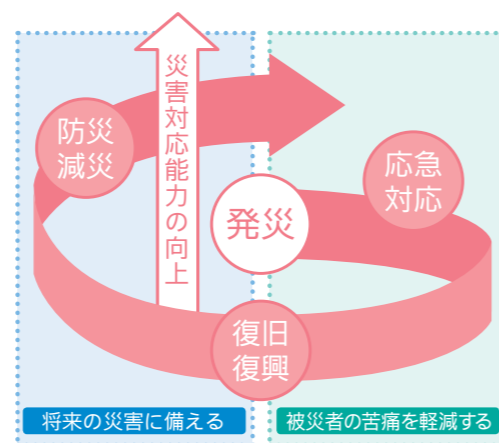 災害対応能力の向上
防災
減災
発災
応急
対応
復旧
復興
将来の災害に備える
被災者の苦痛を軽減する